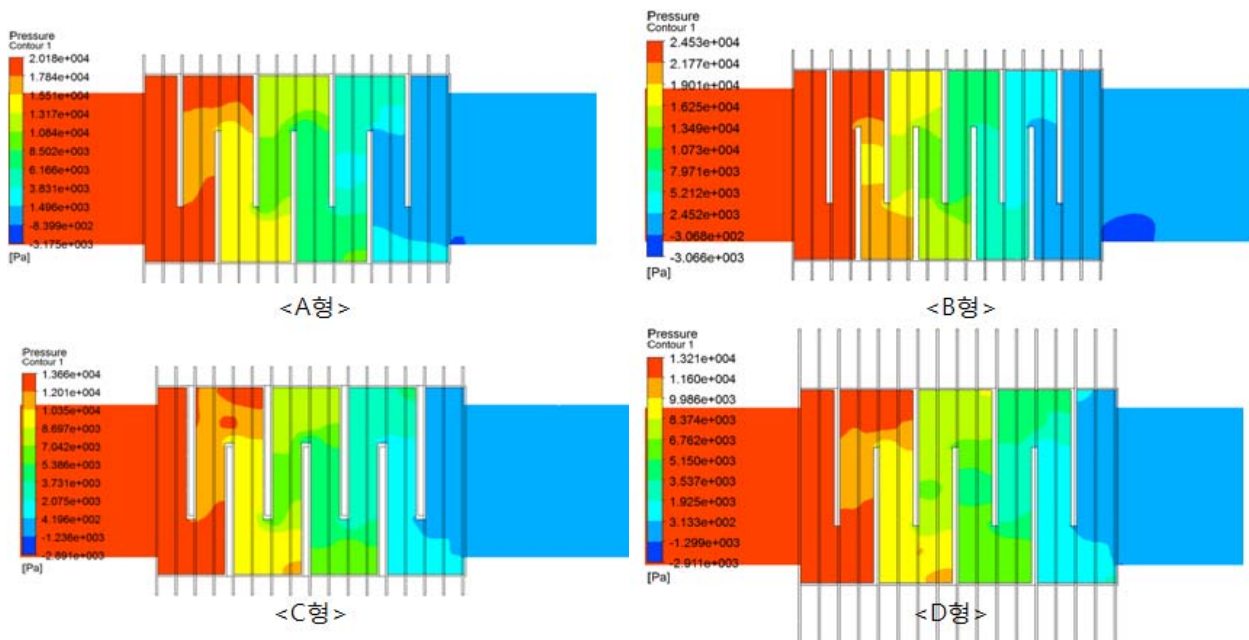 Pressure
Contour 1
2.018e+004
1.784e+004
1.551e+004
1.317e+004
1.084e+004
8.502e+003
6.166e+003
3.831e+003
1.496e+003
-8.399e+002
-3.175e+003
[Pa]
<A형>
Pressure
Contour 1
2.453e+004
2.177e+004
1.901e+004
1.625e+004
1.349e+004
1.073e+004
7.971e+003
5.212e+003
2.452e+003
-3.068e+002
-3.066e+003
[Pa]
<B형>
Pressure
Contour 1
1.366e+004
1.201e+004
1.035e+004
8.697e+003
7.042e+003
5.386e+003
3.731e+003
2.075e+003
4.196e+002
-1.236e+003
-2.891e+003
[Pa]
<C형>
Pressure
Contour 1
1.321e+004
1.160e+004
9.986e+003
8.374e+003
6.762e+003
5.150e+003
3.537e+003
1.925e+003
3.133e+002
-1.299e+003
-2.911e+003
[Pa]
<D형>